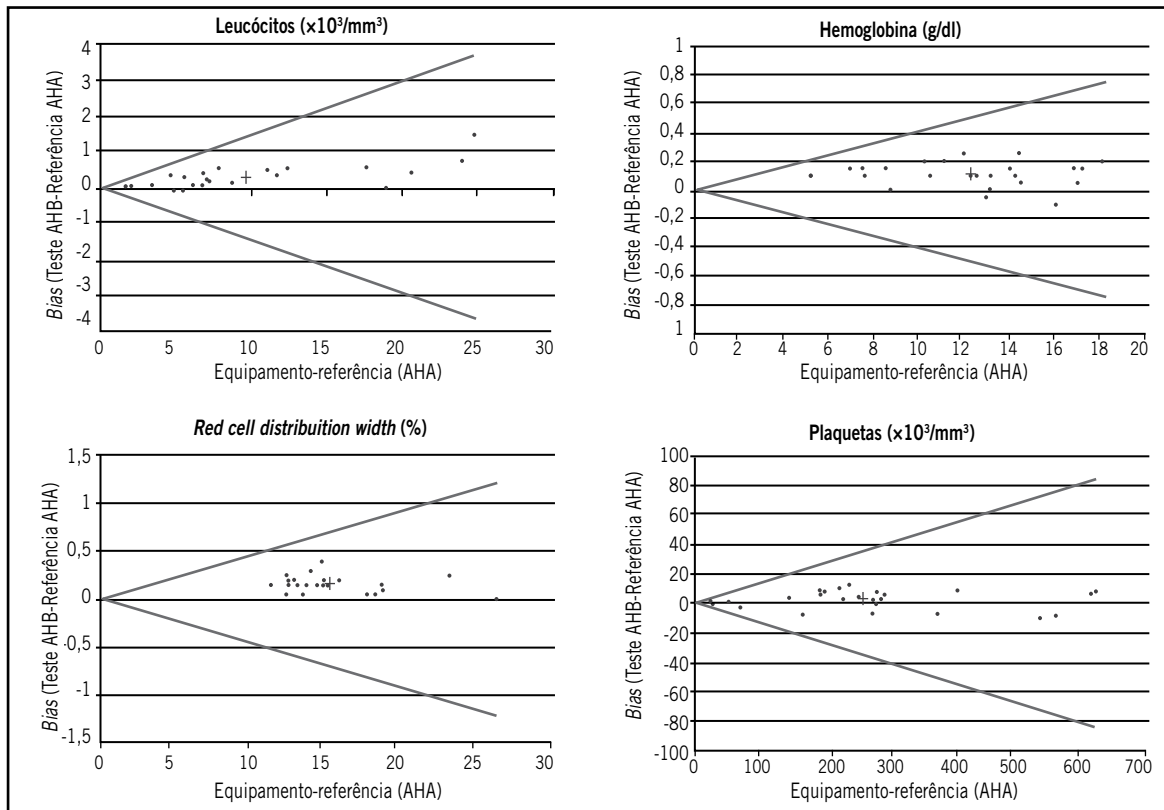 Leucócitos (×10³/mm³)
4
3
2
1
0
-1
-2
-3
-4
Bias (Teste AHB-Referência AHA)
0 5 10 15 20 25 30
Equipamento-referência (AHA)
Hemoglobina (g/dl)
1
0,8
0,6
0,4
0,2
0
-0,2
-0,4
-0,6
-0,8
1
Bias (Teste AHB-Referência AHA)
0 2 4 6 8 10 12 14 16 18 20
Equipamento-referência (AHA)
Red cell distribuition width (%)
1,5
1
0,5
0
-0,5
-1
-1,5
Bias (Teste AHB-Referência AHA)
0 5 10 15 20 25 30
Equipamento-referência (AHA)
Plaquetas (×10³/mm³)
100
80
60
40
20
0
-20
-40
-60
-80
-100
Bias (Teste AHB-Referência AHA)
0 100 200 300 400 500 600 700
Equipamento-referência (AHA)